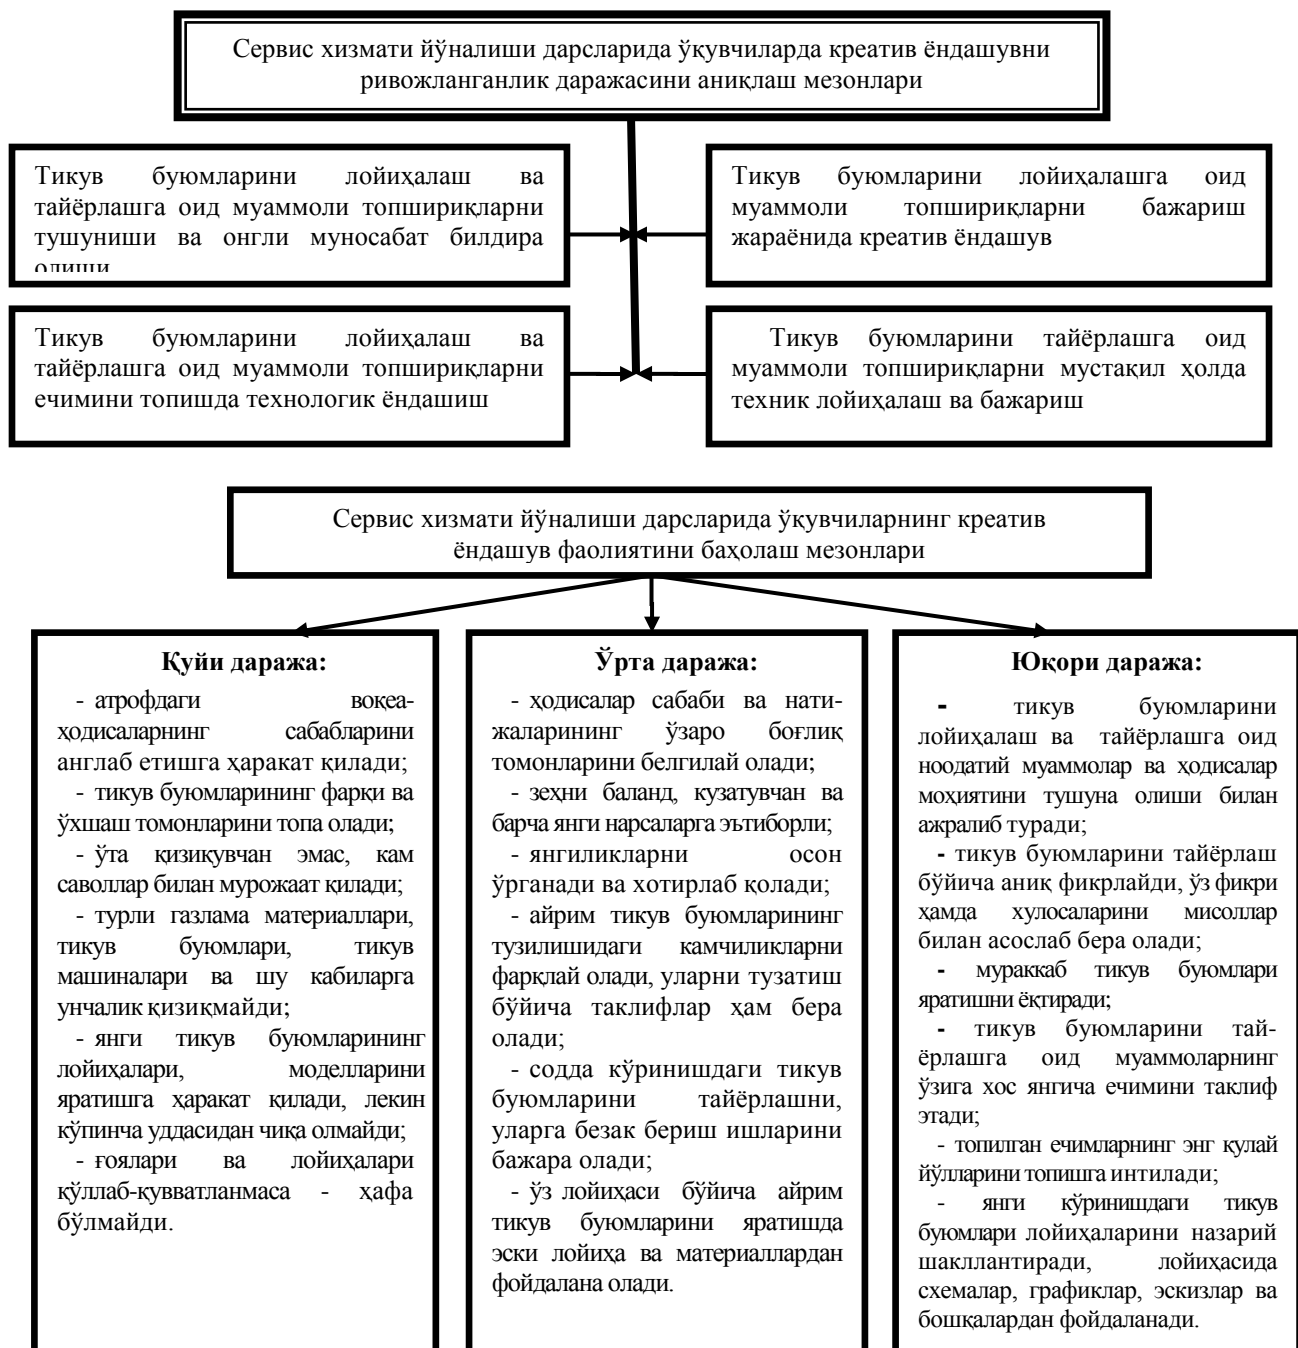 Сервис хизмати йўналиши дарсларида ўқувчиларда креатив ёндашувни
ривожланганлик даражасини аниқлаш мезонлари
Тикув буюмларини лойиҳалаш ва
тайёрлашга оид муаммоли топшириқларни
тушуниши ва онгли муносабат билдира
олиши
Тикув буюмларини лойиҳалашга оид
муаммоли топшириқларни бажариш
жараёнида креатив ёндашув
Тикув буюмларини лойиҳалаш ва
тайёрлашга оид муаммоли топшириқларни
ечимини топишда технологик ёндашиш
Тикув буюмларини тайёрлашга оид
муаммоли топшириқларни мустақил ҳолда
техник лойиҳалаш ва бажариш
Сервис хизмати йўналиши дарсларида ўқувчиларнинг креатив
ёндашув фаолиятини баҳолаш мезонлари
Қуйи даража:
- атрофдаги воқеа-
ҳодисаларнинг сабабларини
англаб етишга ҳаракат қилади;
- тикув буюмларининг фарқи ва
ўхшаш томонларини топа олади;
- ўта қизиқувчан эмас, кам
саволлар билан мурожаат қилади;
- турли газлама материаллари,
тикув буюмлари, тикув
машиналари ва шу кабиларга
унчалик қизиқмайди;
- янги тикув буюмларининг
лойиҳалари, моделларини
яратишга ҳаракат қилади, лекин
кўпинча уддасидан чиқа олмайди;
- ғоялари ва лойиҳалари
қўллаб-қувватланмаса - ҳафа
бўлмайди.
Ўрта даража:
- ҳодисалар сабаби ва нати-
жаларининг ўзаро боғлиқ
томонларини белгилай олади;
- зеҳни баланд, кузатувчан ва
барча янги нарсаларга эътиборли;
- янгиликларни осон
ўрганади ва хотирлаб қолади;
- айрим тикув буюмларининг
тузилишидаги камчиликларни
фарқлай олади, уларни тузатиш
бўйича таклифлар ҳам бера
олади;
- содда кўринишдаги тикув
буюмларини тайёрлашни,
уларга безак бериш ишларини
бажара олади;
- ўз лойиҳаси бўйича айрим
тикув буюмларини яратишда
эски лойиҳа ва материаллардан
фойдалана олади.
Юқори даража:
- тикув буюмларини
лойиҳалаш ва тайёрлашга оид
ноодатий муаммолар ва ҳодисалар
моҳиятини тушуна олиши билан
ажралиб туради;
- тикув буюмларини тайёрлаш
бўйича аниқ фикрлайди, ўз фикри
ҳамда хулосаларини мисоллар
билан асослаб бера олади;
- мураккаб тикув буюмлари
яратишни ёқтиради;
- тикув буюмларини тай-
ёрлашга оид муаммоларнинг
ўзига хос янгича ечимини таклиф
этади;
- топилган ечимларнинг энг қулай
йўлларини топишга интилади;
- янги кўринишдаги тикув
буюмлари лойиҳаларини назарий
шакллантиради, лойиҳасида
схемалар, графиклар, эскизлар ва
бошқалардан фойдаланади.